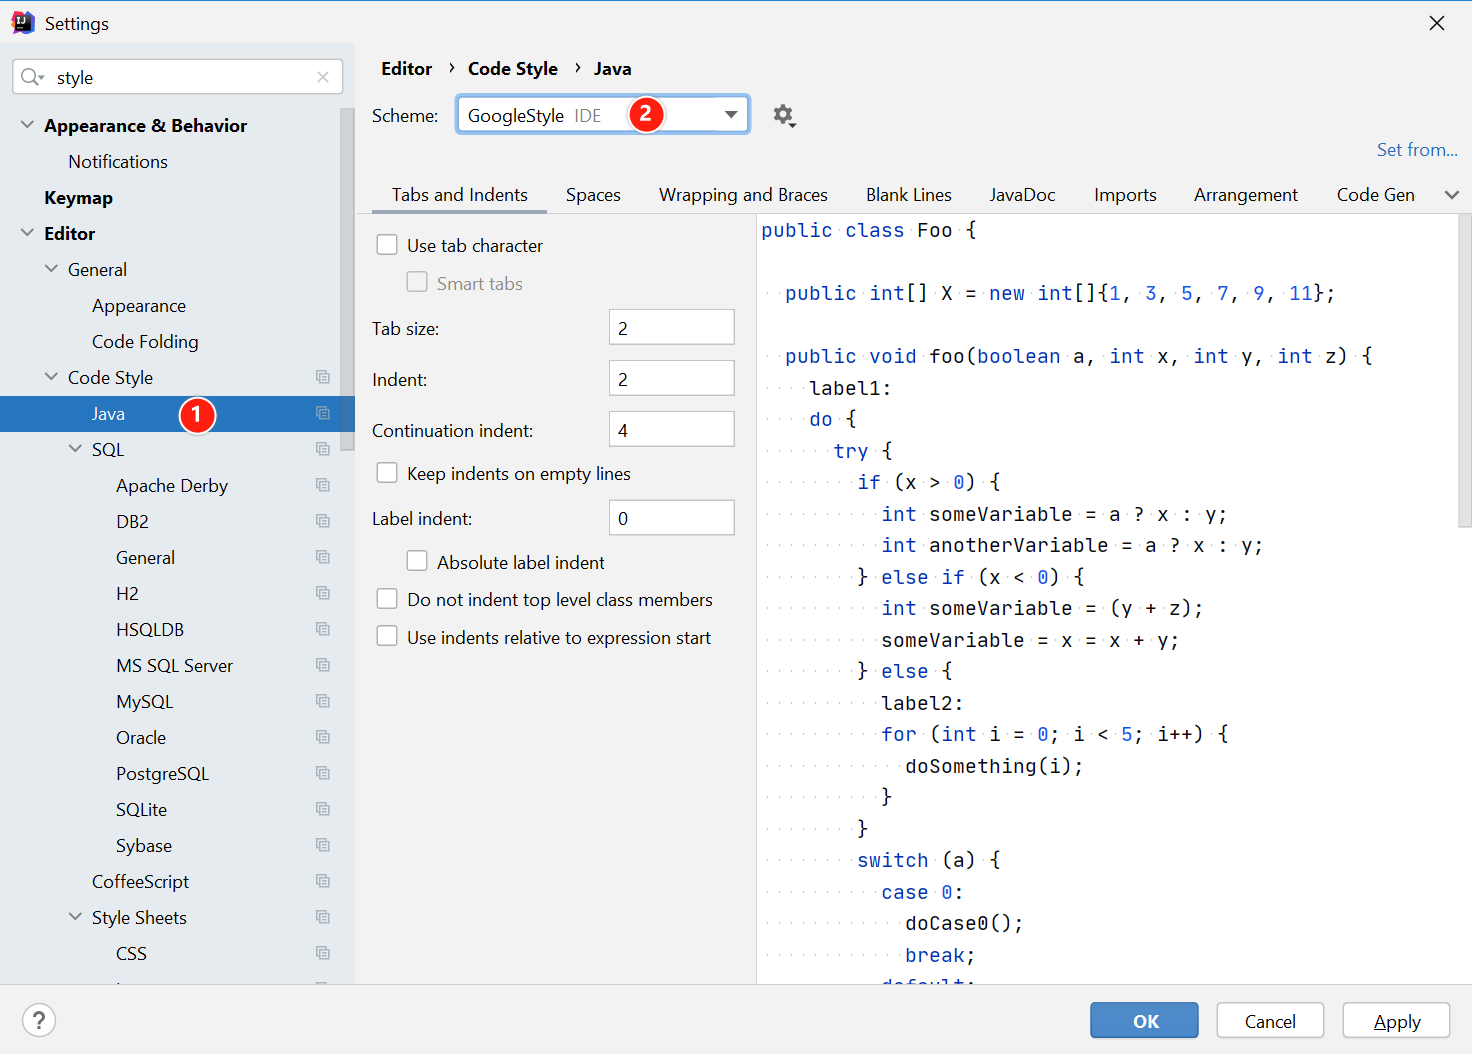 Settings
style
Appearance & Behavior
Notifications
Keymap
Editor
General
Appearance
Code Folding
Code Style
Java
1
SQL
Apache Derby
DB2
General
H2
HSQLDB
MS SQL Server
MySQL
Oracle
PostgreSQL
SQLite
Sybase
CoffeeScript
Style Sheets
CSS
Editor › Code Style › Java
Scheme: GoogleStyle IDE 2
Set from...
Tabs and Indents Spaces Wrapping and Braces Blank Lines JavaDoc Imports Arrangement Code Gen
Use tab character
Smart tabs
Tab size: 2
Indent: 2
Continuation indent: 4
Keep indents on empty lines
Label indent: 0
Absolute label indent
Do not indent top level class members
Use indents relative to expression start
public class Foo {
public int[] X = new int[]{1, 3, 5, 7, 9, 11};
public void foo(boolean a, int x, int y, int z) {
label1:
do {
try {
if (x > 0) {
int someVariable = a ? x : y;
int anotherVariable = a ? x : y;
} else if (x < 0) {
int someVariable = (y + z);
someVariable = x = x + y;
} else {
label2:
for (int i = 0; i < 5; i++) {
doSomething(i);
}
}
switch (a) {
case 0:
doCase0();
break;
default:
?
OK Cancel Apply